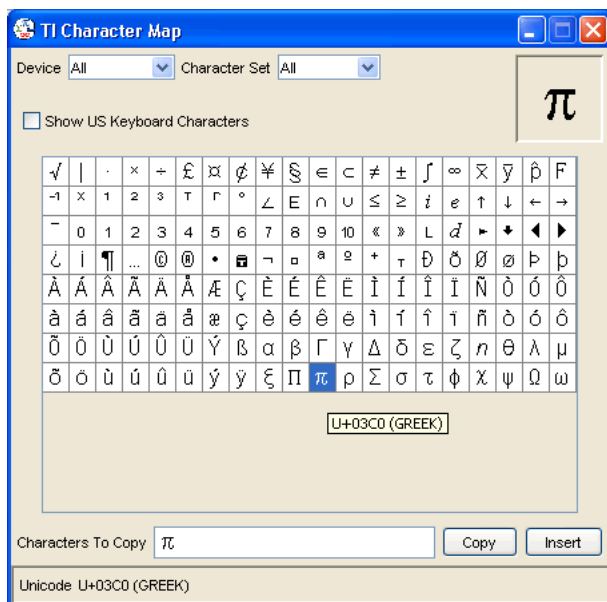 TI Character Map
Device All Character Set All
π
Show US Keyboard Characters
√ | · × ÷ £ ¤ ¢ ¥ § ∈ ⊂ ≠ ± ∫ ∞ x̅ y̅ p̂ F
⁻¹ ˣ ¹ ² ³ ᵀ ʳ ° ∠ E ∩ ∪ ≤ ≥ i e ↑ ↓ ← →
¯ ₀ ₁ ₂ ₃ ₄ ₅ ₆ ₇ ₈ ₉ ₁₀ « » L d ► 🠋 ◀ ▶
¿ ¡ ¶ … © ® • ¬ ▫ ª º ⁺ Ð ð Ø ø Þ þ
À Á Â Ã Ä Å Æ Ç È É Ê Ë Ì Í Î Ï Ñ Ò Ó Ô
à á â ã ä å æ ç è é ê ë ì í î ï ñ ò ó ô
Õ Ö Ù Ú Û Ü Ý ß α β Γ γ Δ δ ε ζ n θ λ μ
õ ö ù ú û ü ý ÿ ξ Π π ρ Σ σ τ ϕ χ ψ Ω ω
U+03C0 (GREEK)
Characters To Copy π Copy Insert
Unicode U+03C0 (GREEK)